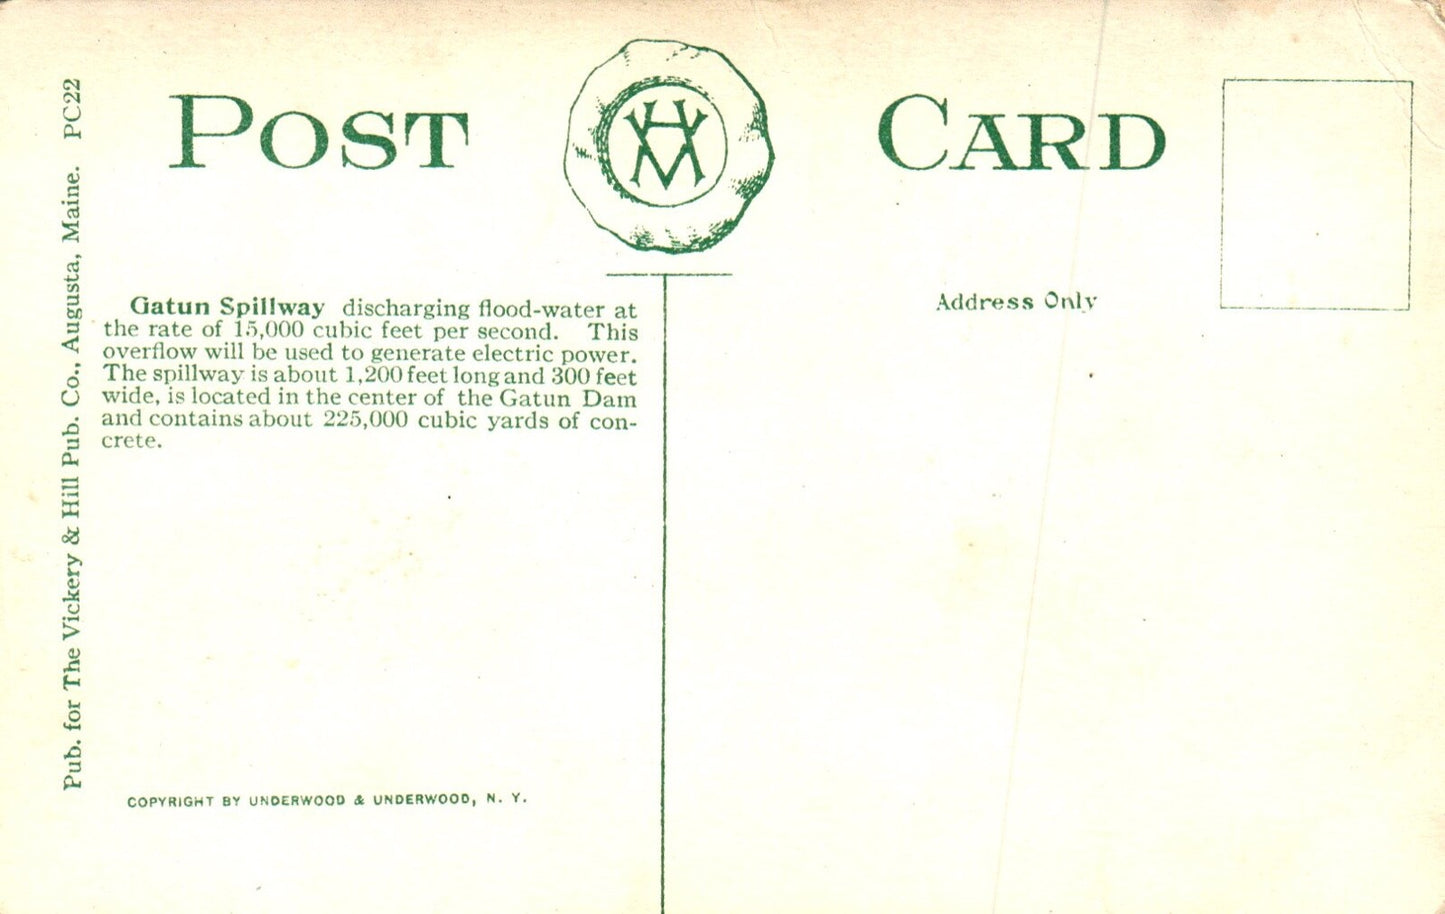 POST CARD
VH
Address Only
Gatun Spillway discharging flood-water at
the rate of 15,000 cubic feet per second. This
overflow will be used to generate electric power.
The spillway is about 1,200 feet long and 300 feet
wide, is located in the center of the Gatun Dam
and contains about 225,000 cubic yards of con-
crete.
COPYRIGHT BY UNDERWOOD & UNDERWOOD, N. Y.
Pub. for The Vickery & Hill Pub. Co., Augusta, Maine. PC22